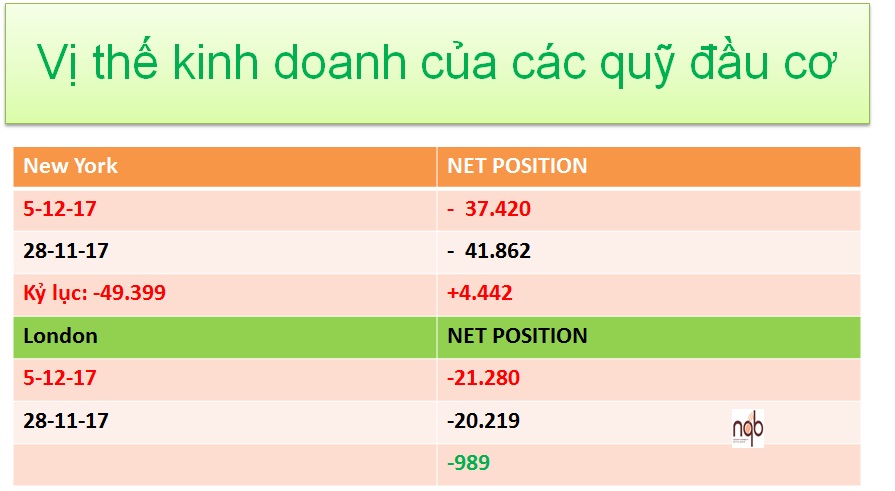 Vị thế kinh doanh của các quỹ đầu cơ
New York NET POSITION
5-12-17 - 37.420
28-11-17 - 41.862
Kỷ lục: -49.399 +4.442
London NET POSITION
5-12-17 -21.280
28-11-17 -20.219
nqb
-989